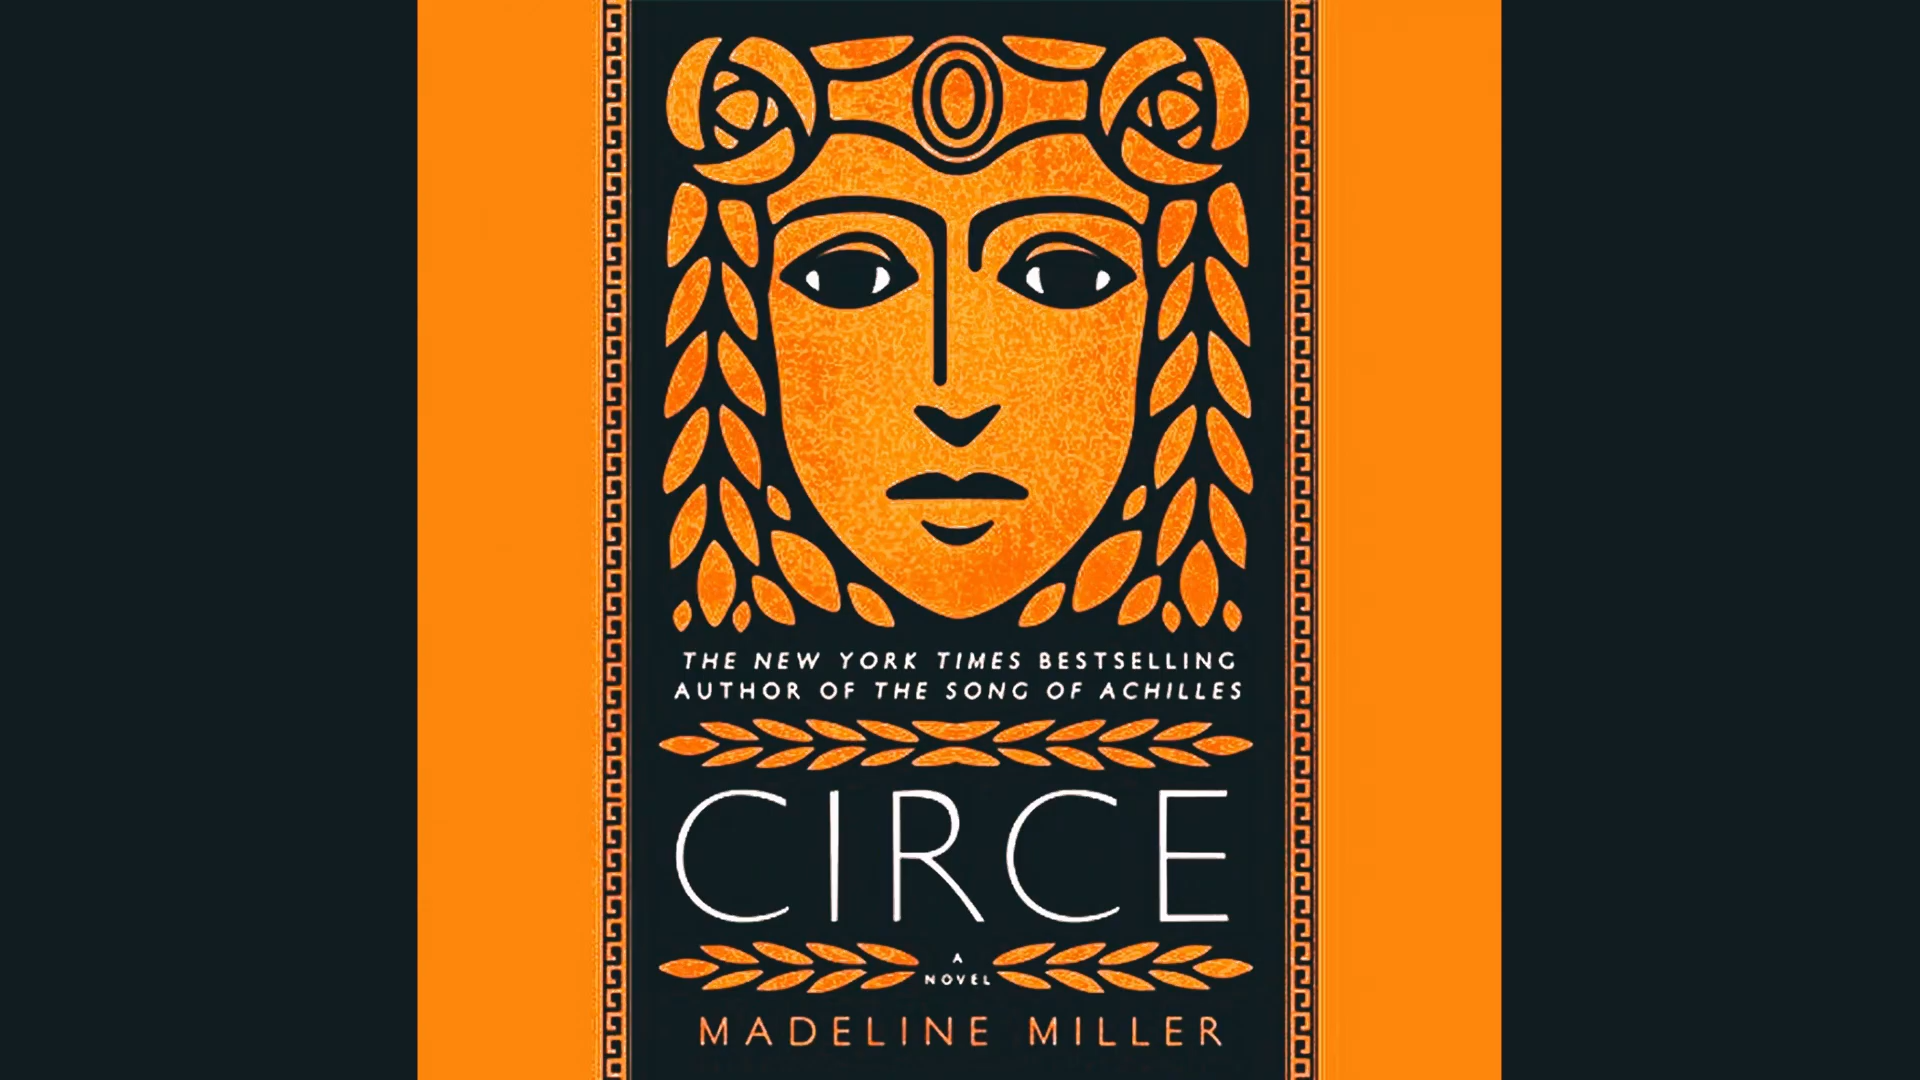 THE NEW YORK TIMES BESTSELLING
AUTHOR OF THE SONG OF ACHILLES
CIRCE
A
NOVEL
MADELINE MILLER